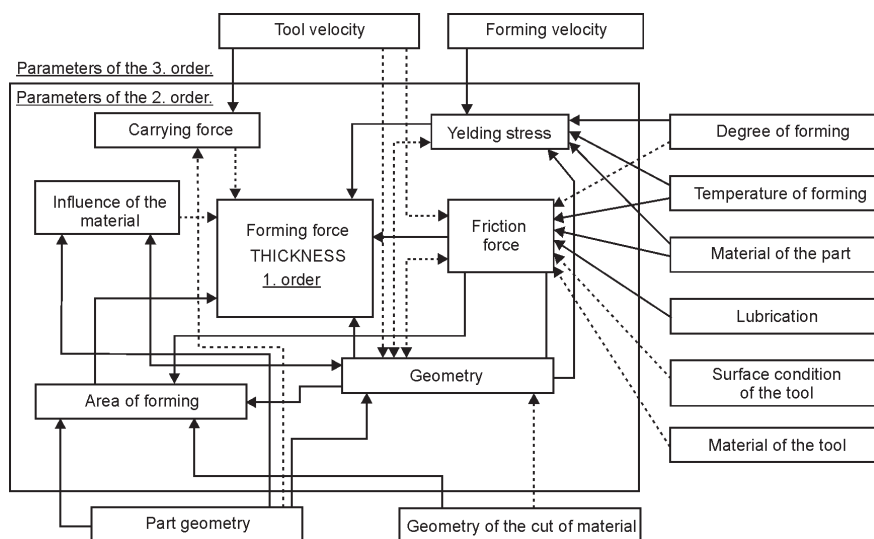 Tool velocity
Forming velocity
Parameters of the 3. order.
Parameters of the 2. order.
Carrying force
Yelding stress
Degree of forming
Influence of the
material
Forming force
THICKNESS
1. order
Friction
force
Temperature of forming
Material of the part
Lubrication
Geometry
Surface condition
of the tool
Area of forming
Material of the tool
Part geometry
Geometry of the cut of material